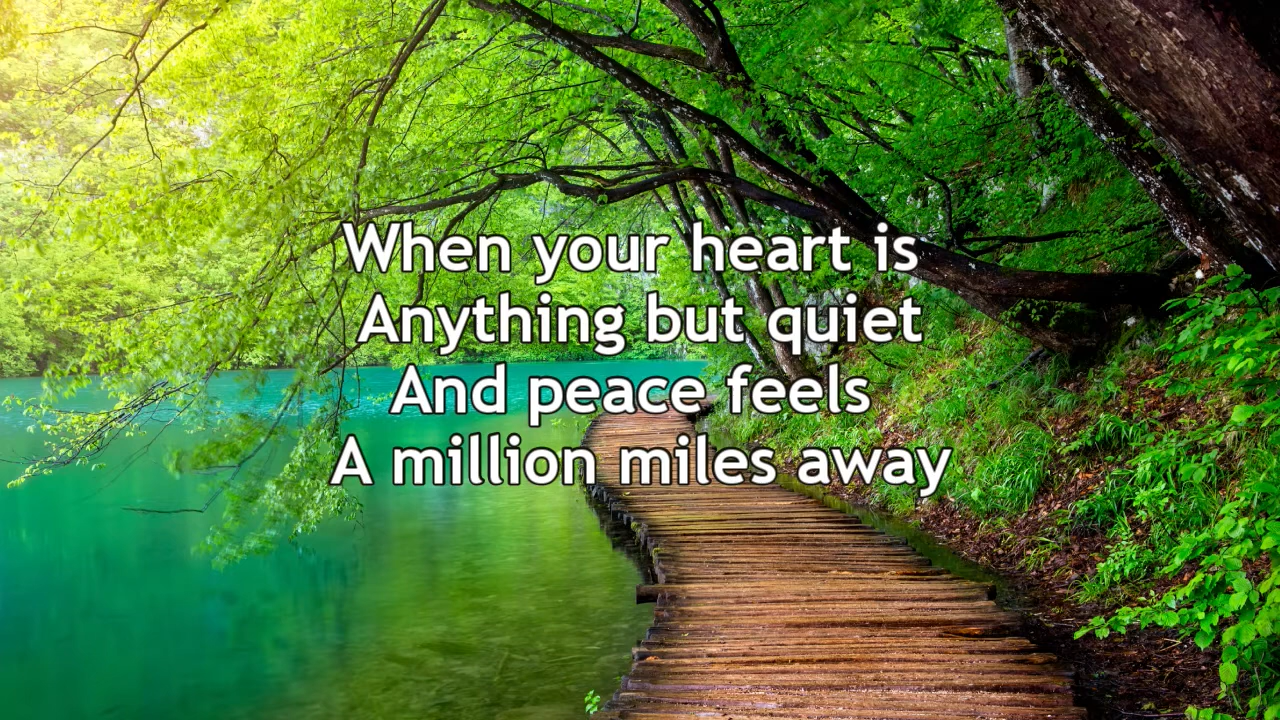 When your heart is
Anything but quiet
And peace feels
A million miles away